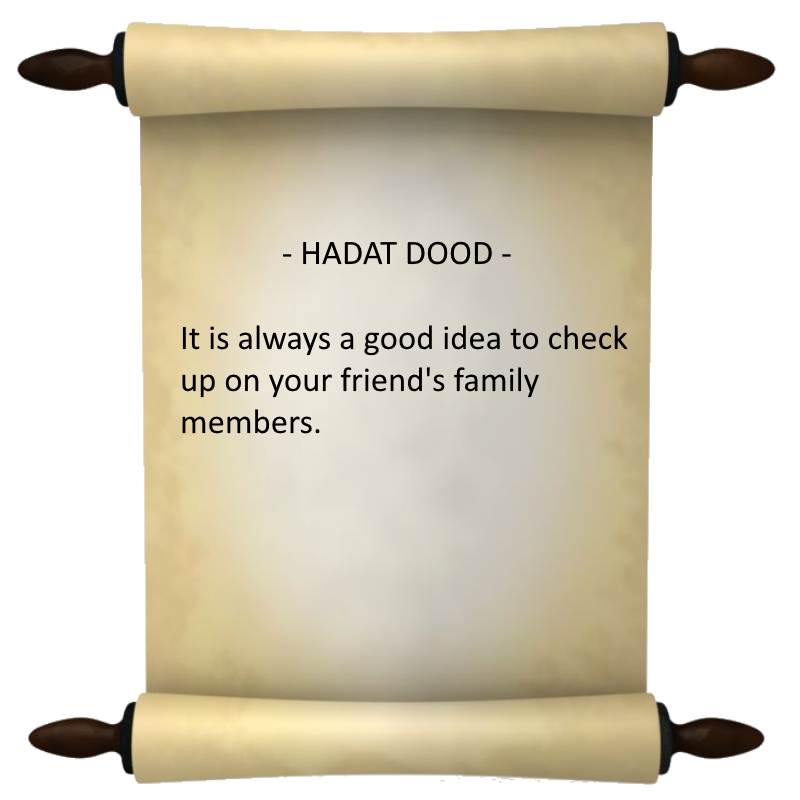 - HADAT DOOD -
It is always a good idea to check
up on your friend's family
members.